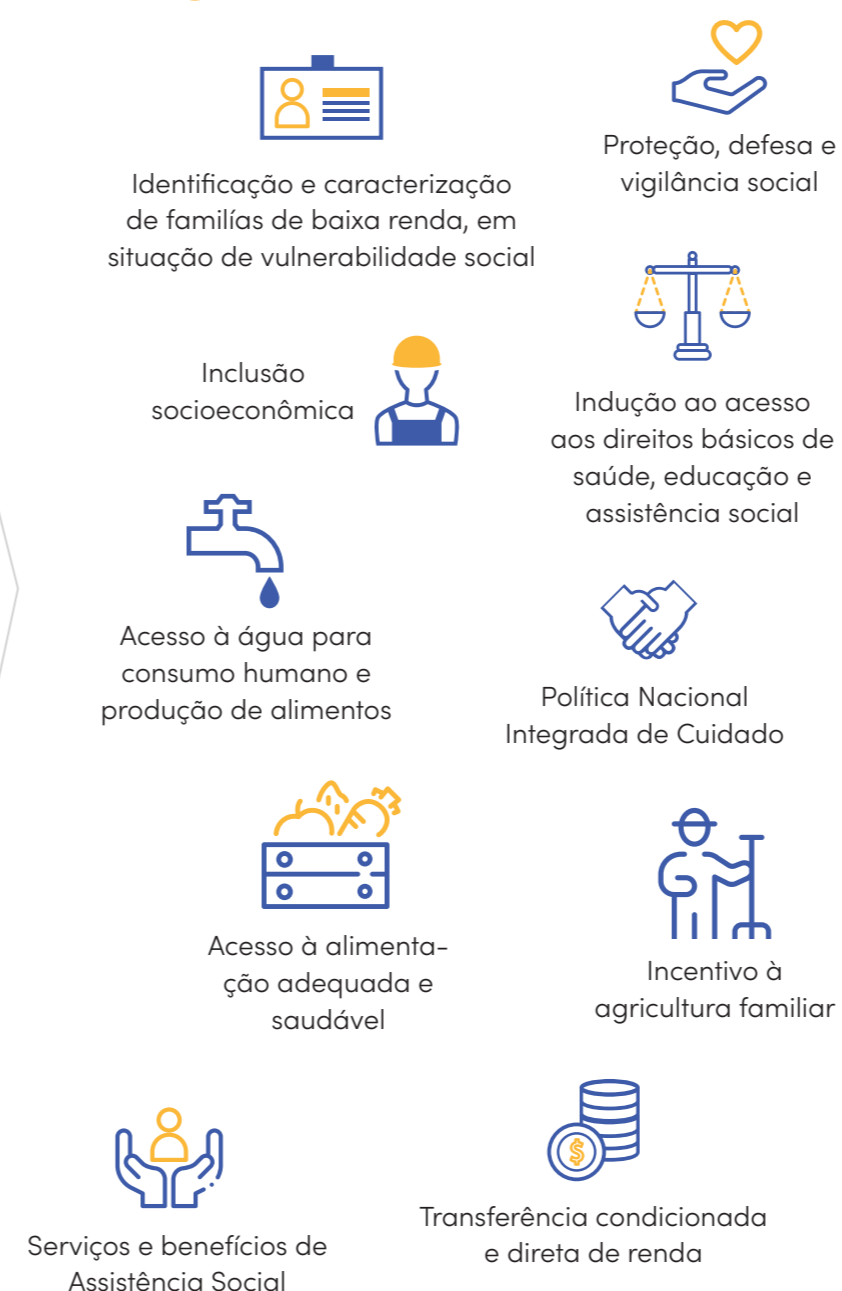 Identificação e caracterização
de familías de baixa renda, em
situação de vulnerabilidade social
Proteção, defesa e
vigilância social
Inclusão
socioeconômica
Indução ao acesso
aos direitos básicos de
saúde, educação e
assistência social
Acesso à água para
consumo humano e
produção de alimentos
Política Nacional
Integrada de Cuidado
Acesso à alimenta-
ção adequada e
saudável
Incentivo à
agricultura familiar
Serviços e benefícios de
Assistência Social
$
Transferência condicionada
e direta de renda